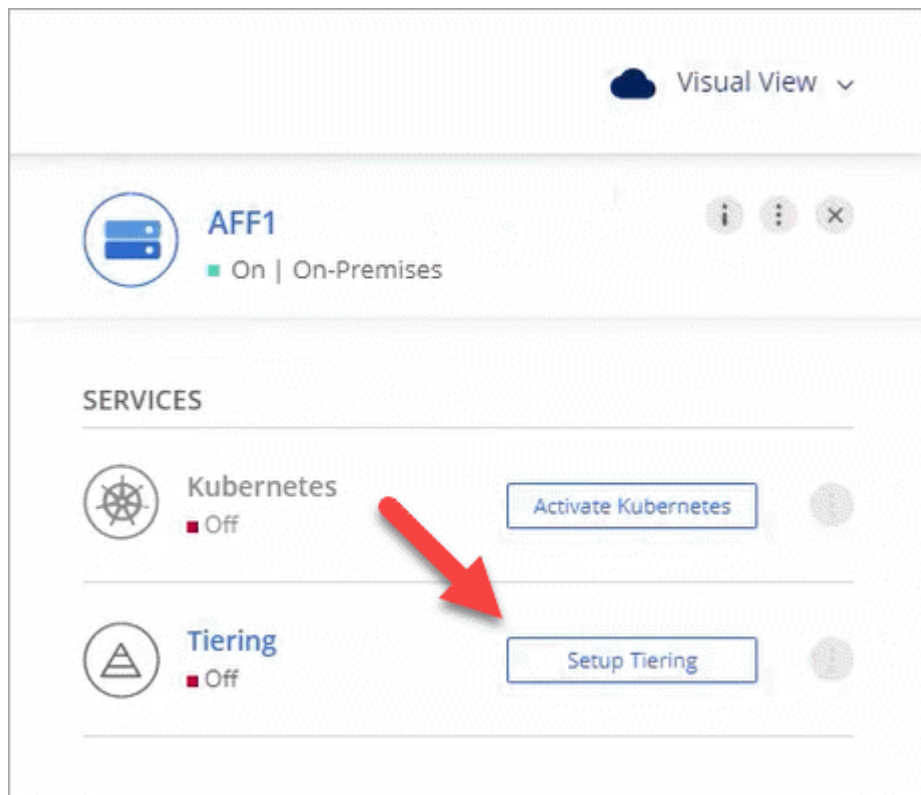 Visual View
AFF1
On | On-Premises
SERVICES
Kubernetes
Off
Activate Kubernetes
Tiering
Off
Setup Tiering